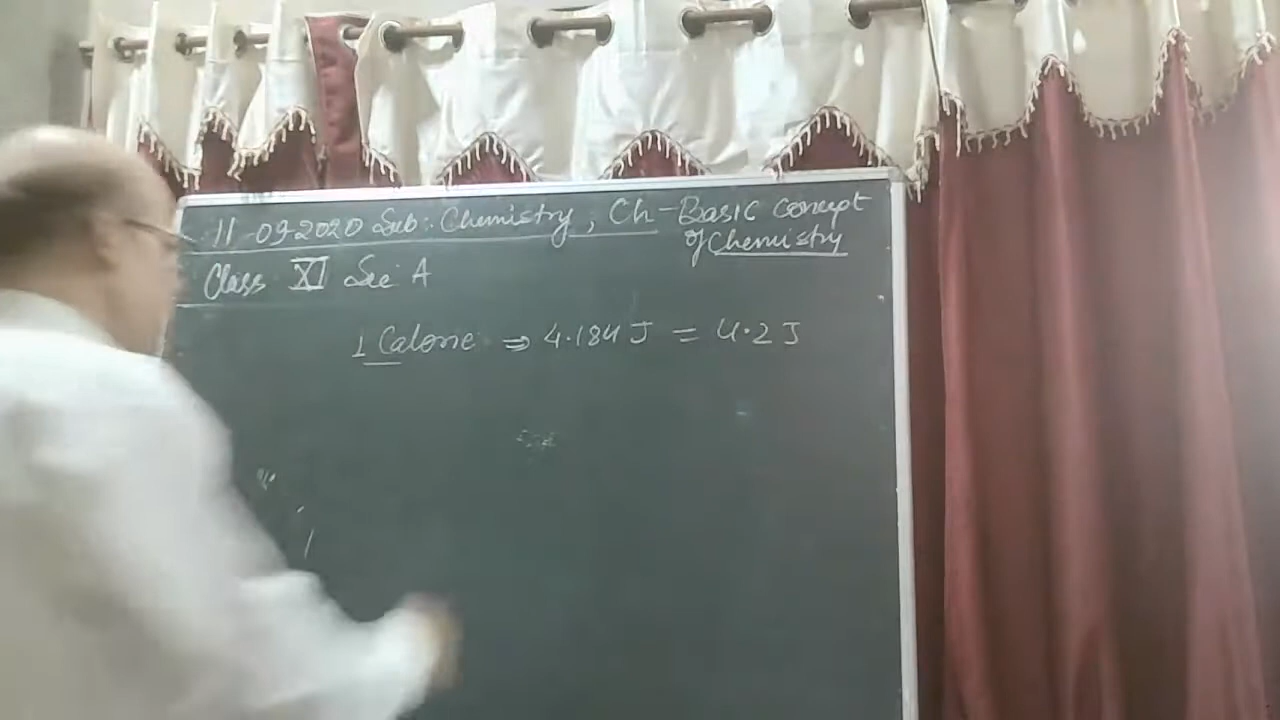 11-09-2020 Sub: Chemistry, Ch-Basic concept
of Chemistry
Class XI Sec A
1 Calorie ⇒ 4.184 J = 4.2 J